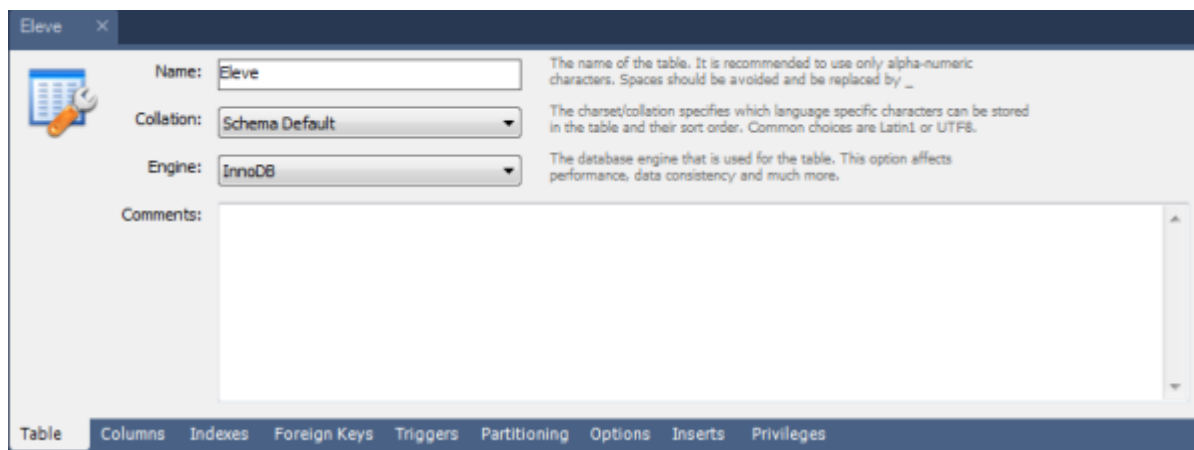 Eleve ×
Name: Eleve
The name of the table. It is recommended to use only alpha-numeric
characters. Spaces should be avoided and be replaced by _
Collation: Schema Default
The charset/collation specifies which language specific characters can be stored
in the table and their sort order. Common choices are Latin1 or UTF8.
Engine: InnoDB
The database engine that is used for the table. This option affects
performance, data consistency and much more.
Comments:
Table Columns Indexes Foreign Keys Triggers Partitioning Options Inserts Privileges